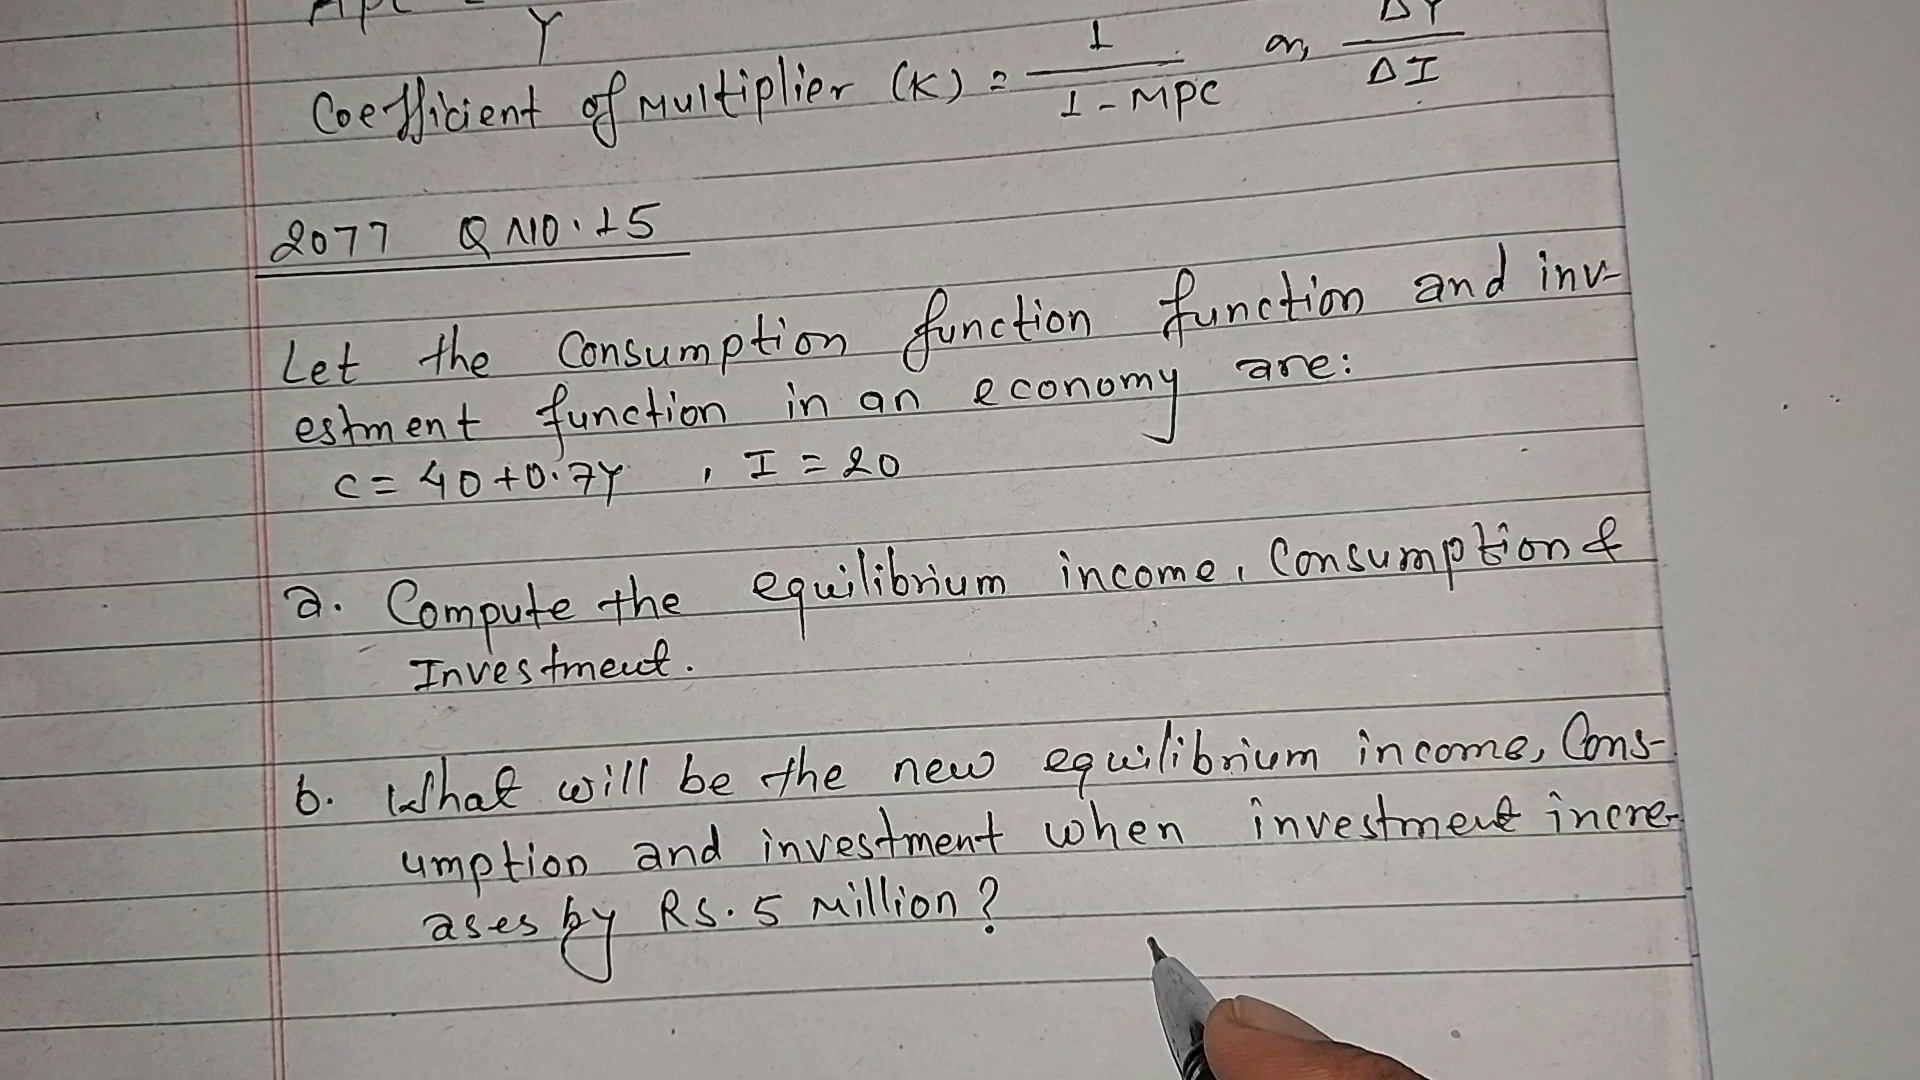 Y
Coefficient of Multiplier (K) = 1 / 1 - MPC or, ΔY / ΔI
2077 Q NO. 15
Let the Consumption function function and inv-
estment function in an economy are:
C = 40 + 0.7Y , I = 20
a. Compute the equilibrium income, Consumption &
Investment.
b. What will be the new equilibrium income, Cons-
umption and investment when investment incre-
ases by RS. 5 Million?